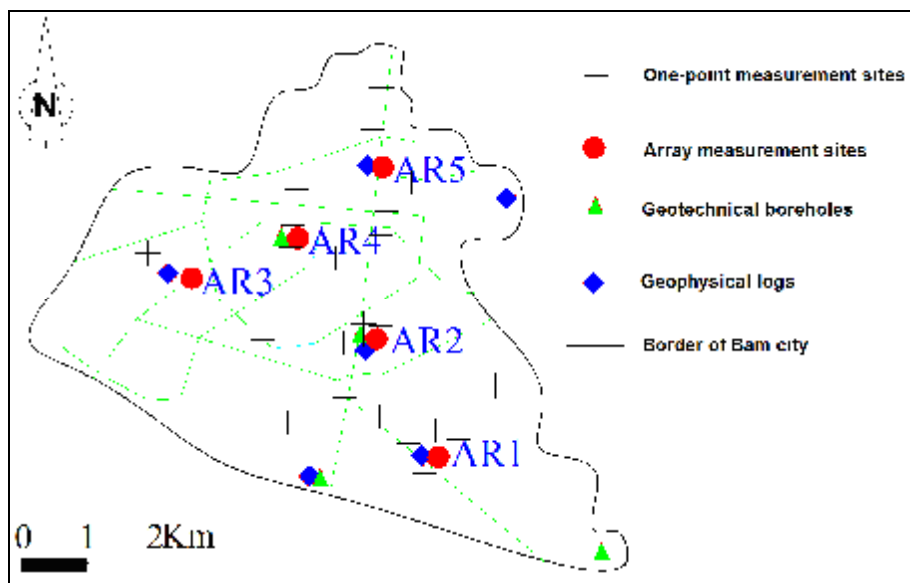 N
One-point measurement sites
Array measurement sites
Geotechnical boreholes
Geophysical logs
Border of Bam city
AR5
AR4
AR3
AR2
AR1
0 1 2Km